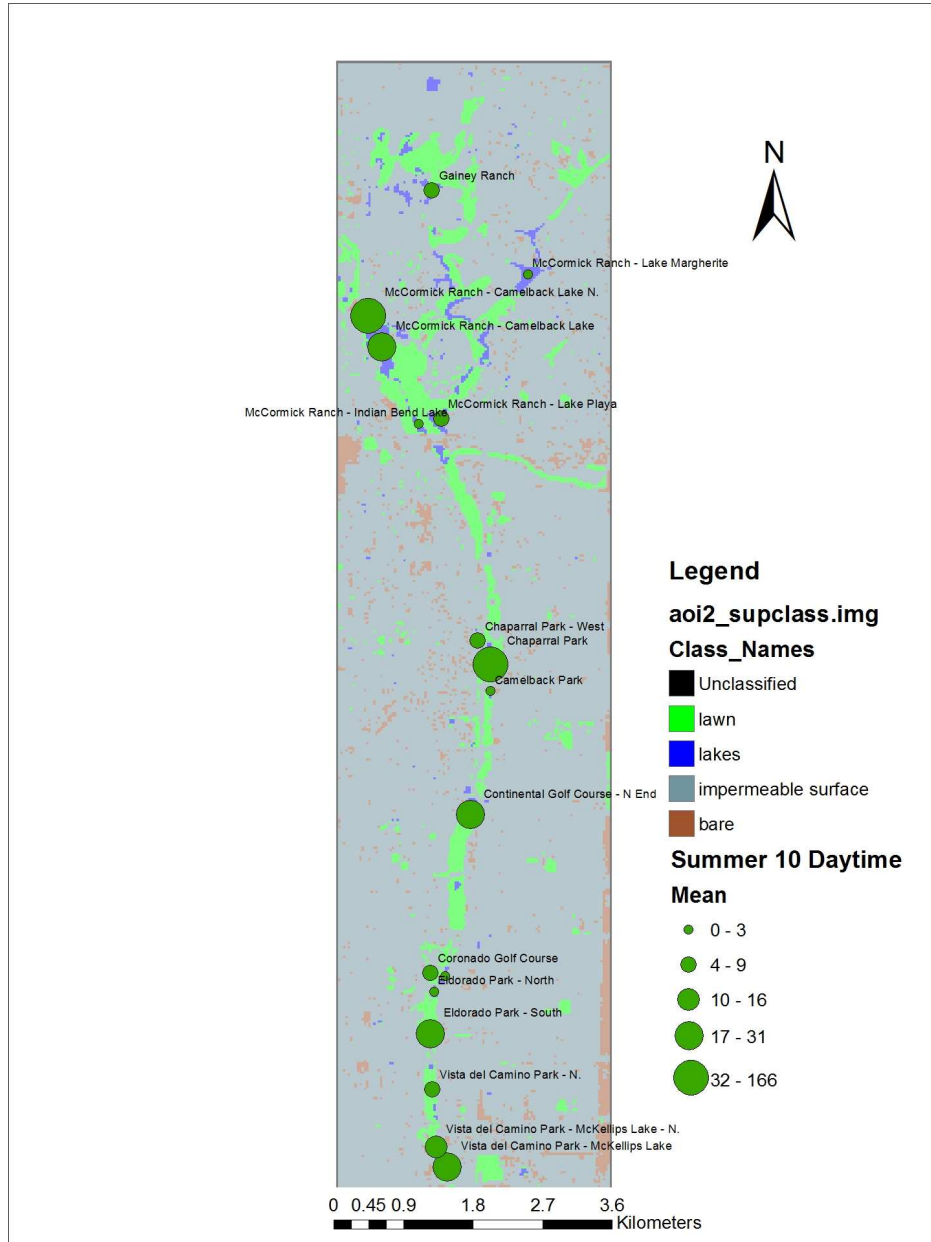 N
Gainey Ranch
McCormick Ranch - Lake Margherite
McCormick Ranch - Camelback Lake N.
McCormick Ranch - Camelback Lake
McCormick Ranch - Lake Playa
McCormick Ranch - Indian Bend Lake
Chaparral Park - West
Chaparral Park
Camelback Park
Continental Golf Course - N End
Coronado Golf Course
Eldorado Park - North
Eldorado Park - South
Vista del Camino Park - N.
Vista del Camino Park - McKellips Lake - N.
Vista del Camino Park - McKellips Lake
Legend
aoi2_supclass.img
Class_Names
Unclassified
lawn
lakes
impermeable surface
bare
Summer 10 Daytime
Mean
0 - 3
4 - 9
10 - 16
17 - 31
32 - 166
0 0.45 0.9 1.8 2.7 3.6
Kilometers